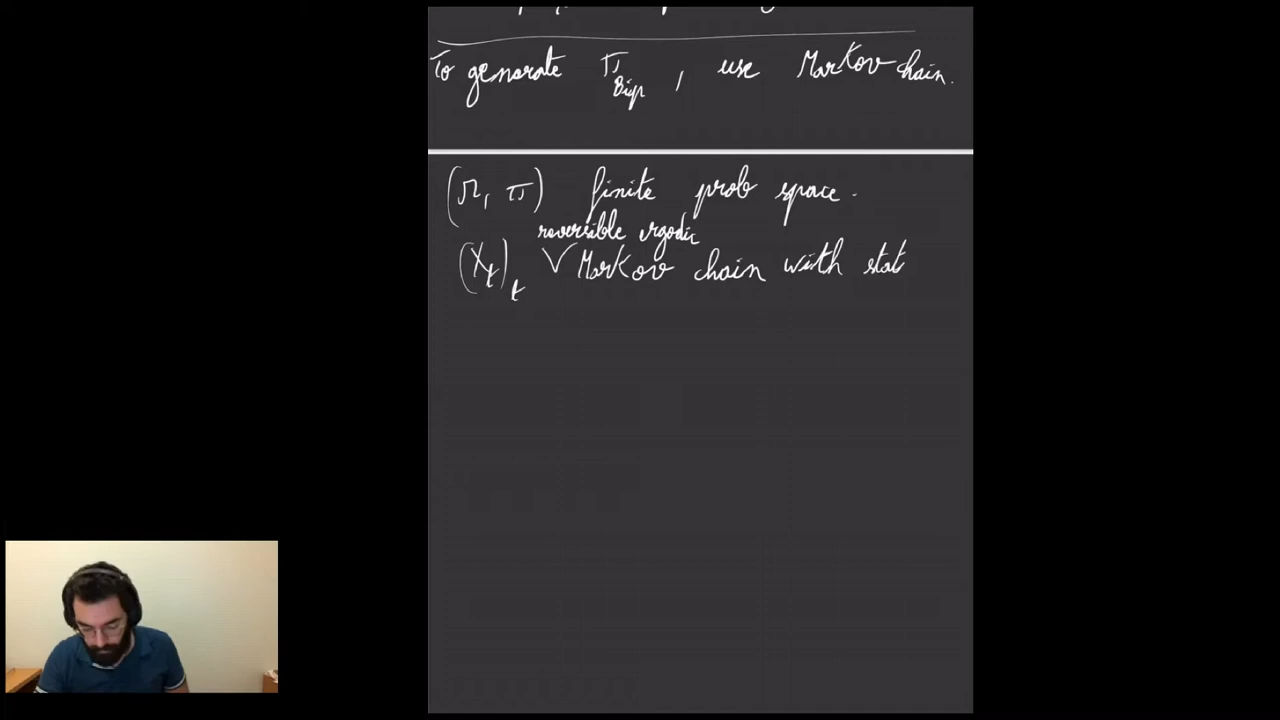 To generate π_Bip, use Markov chain.
(Ω, π) finite prob space.
reversible ergodic
(X_t)_t ∨ Markov chain with stat